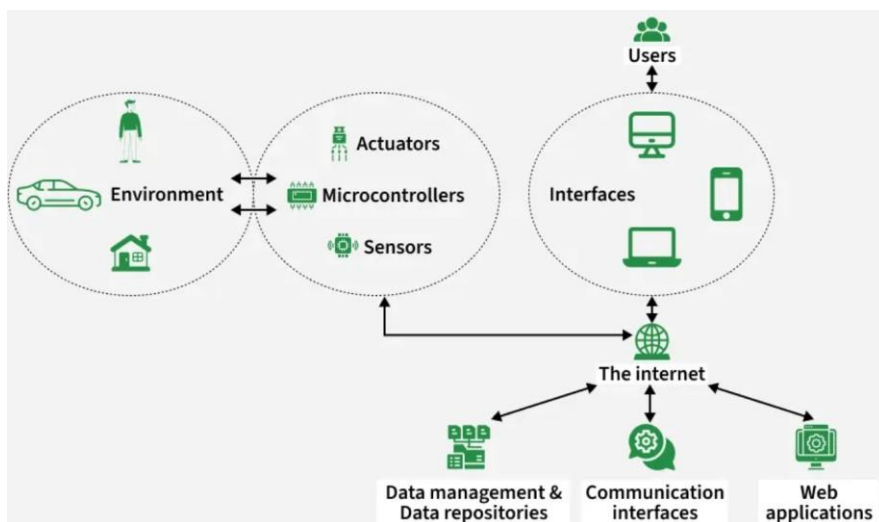 Users
Actuators
Environment
Microcontrollers
Interfaces
Sensors
The internet
Data management &
Data repositories
Communication
interfaces
Web
applications